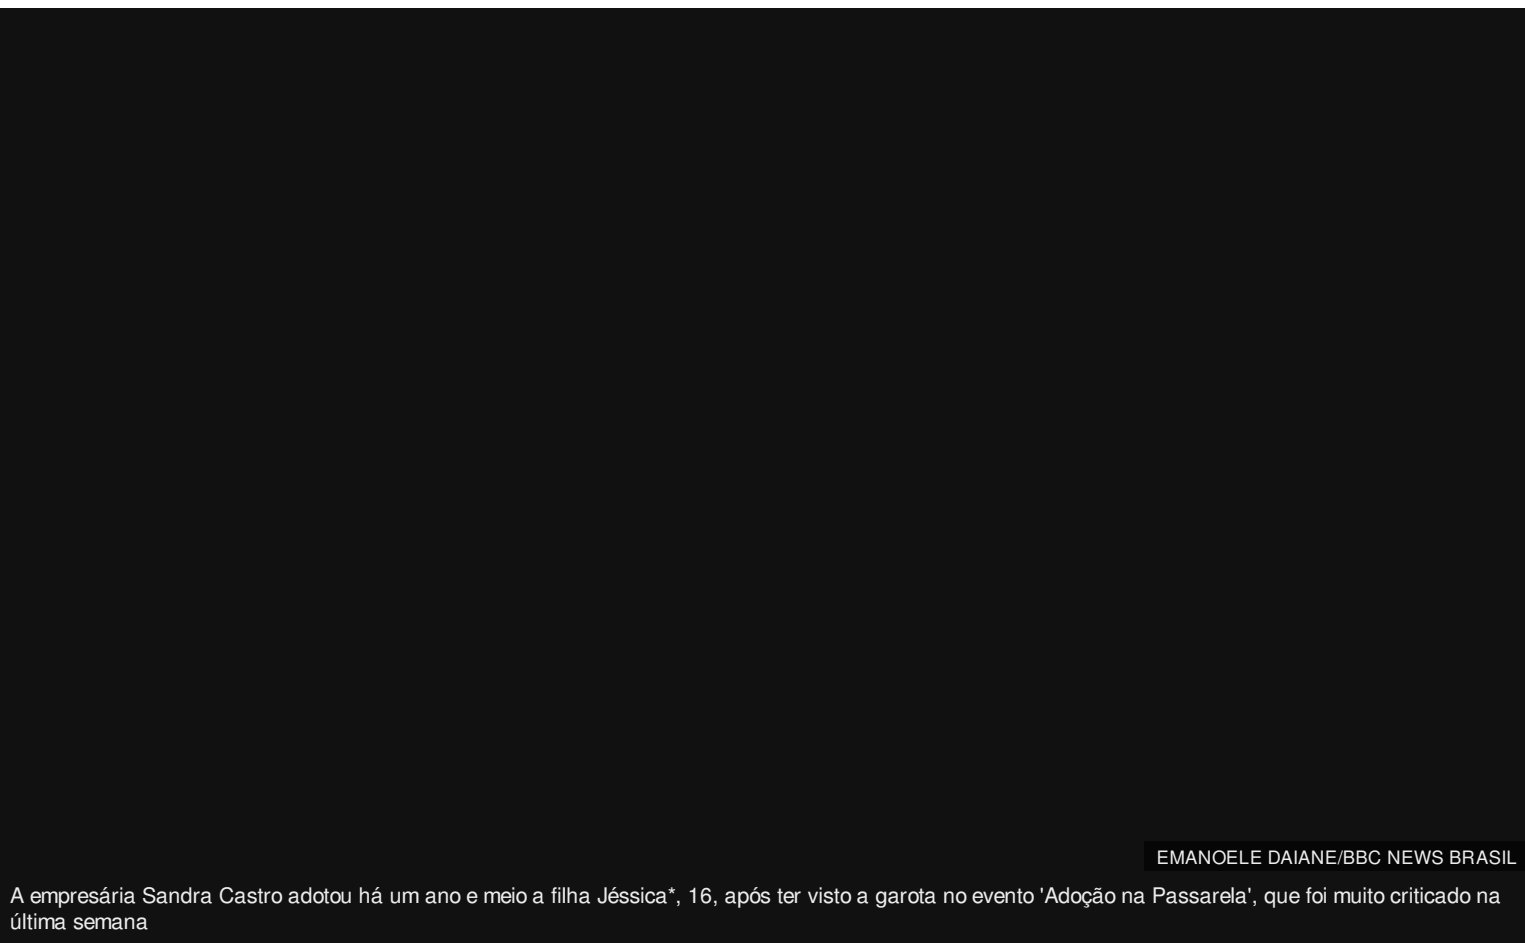 EMANOELE DAIANE/BBC NEWS BRASIL
A empresária Sandra Castro adotou há um ano e meio a filha Jéssica*, 16, após ter visto a garota no evento 'Adoção na Passarela', que foi muito criticado na
última semana